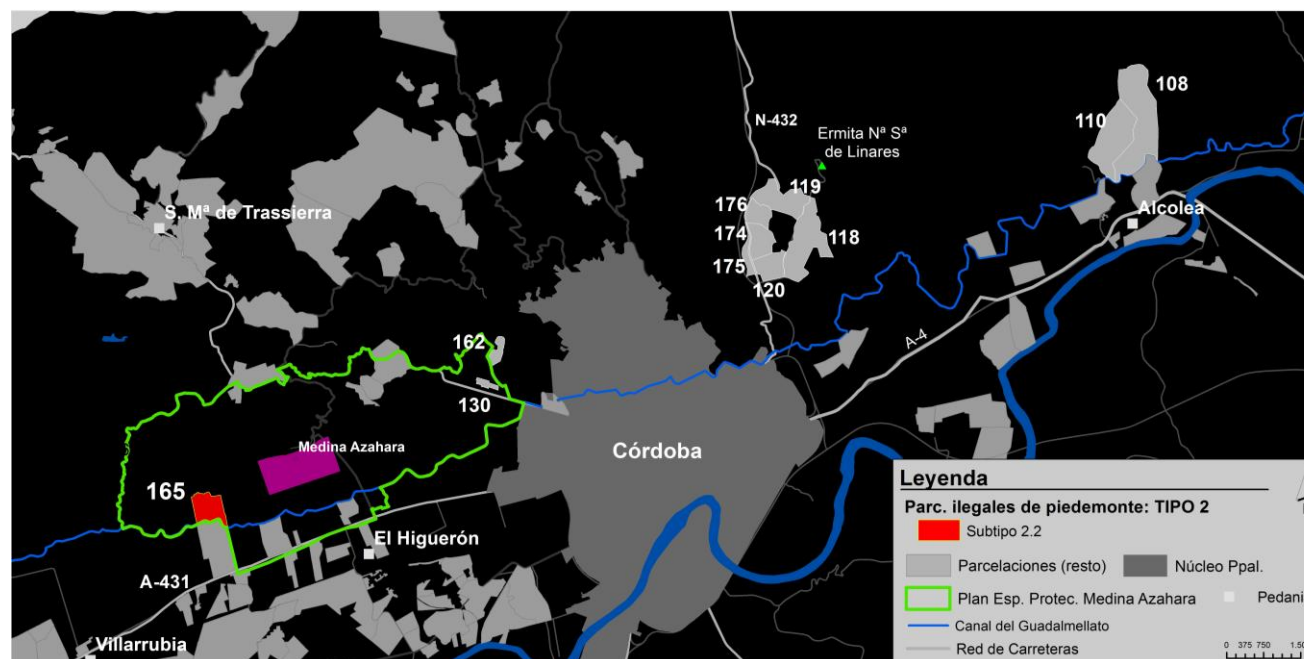 108
110
N-432
Ermita Nª Sª
de Linares
119
176
S. Mª de Trassierra
Alcolea
174
118
175
120
A-4
162
130
Medina Azahara
Córdoba
165
El Higuerón
A-431
Villarrubia
Leyenda
Parc. ilegales de piedemonte: TIPO 2
Subtipo 2.2
Parcelaciones (resto)
Núcleo Ppal.
Plan Esp. Protec. Medina Azahara
Pedani
Canal del Guadalmellato
Red de Carreteras
0 375 750 1.50